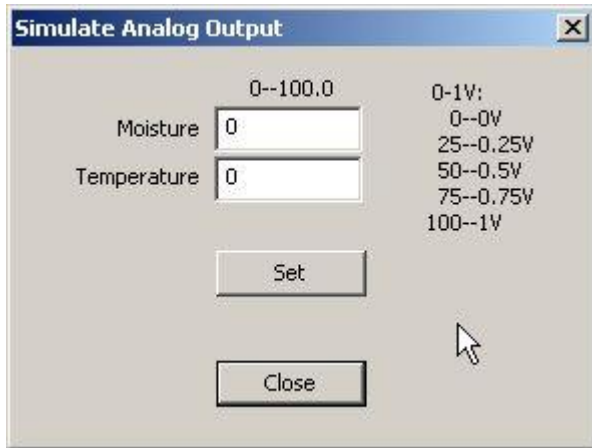 Simulate Analog Output
0--100.0
Moisture 0
Temperature 0
0-1V:
0--0V
25--0.25V
50--0.5V
75--0.75V
100--1V
Set
Close